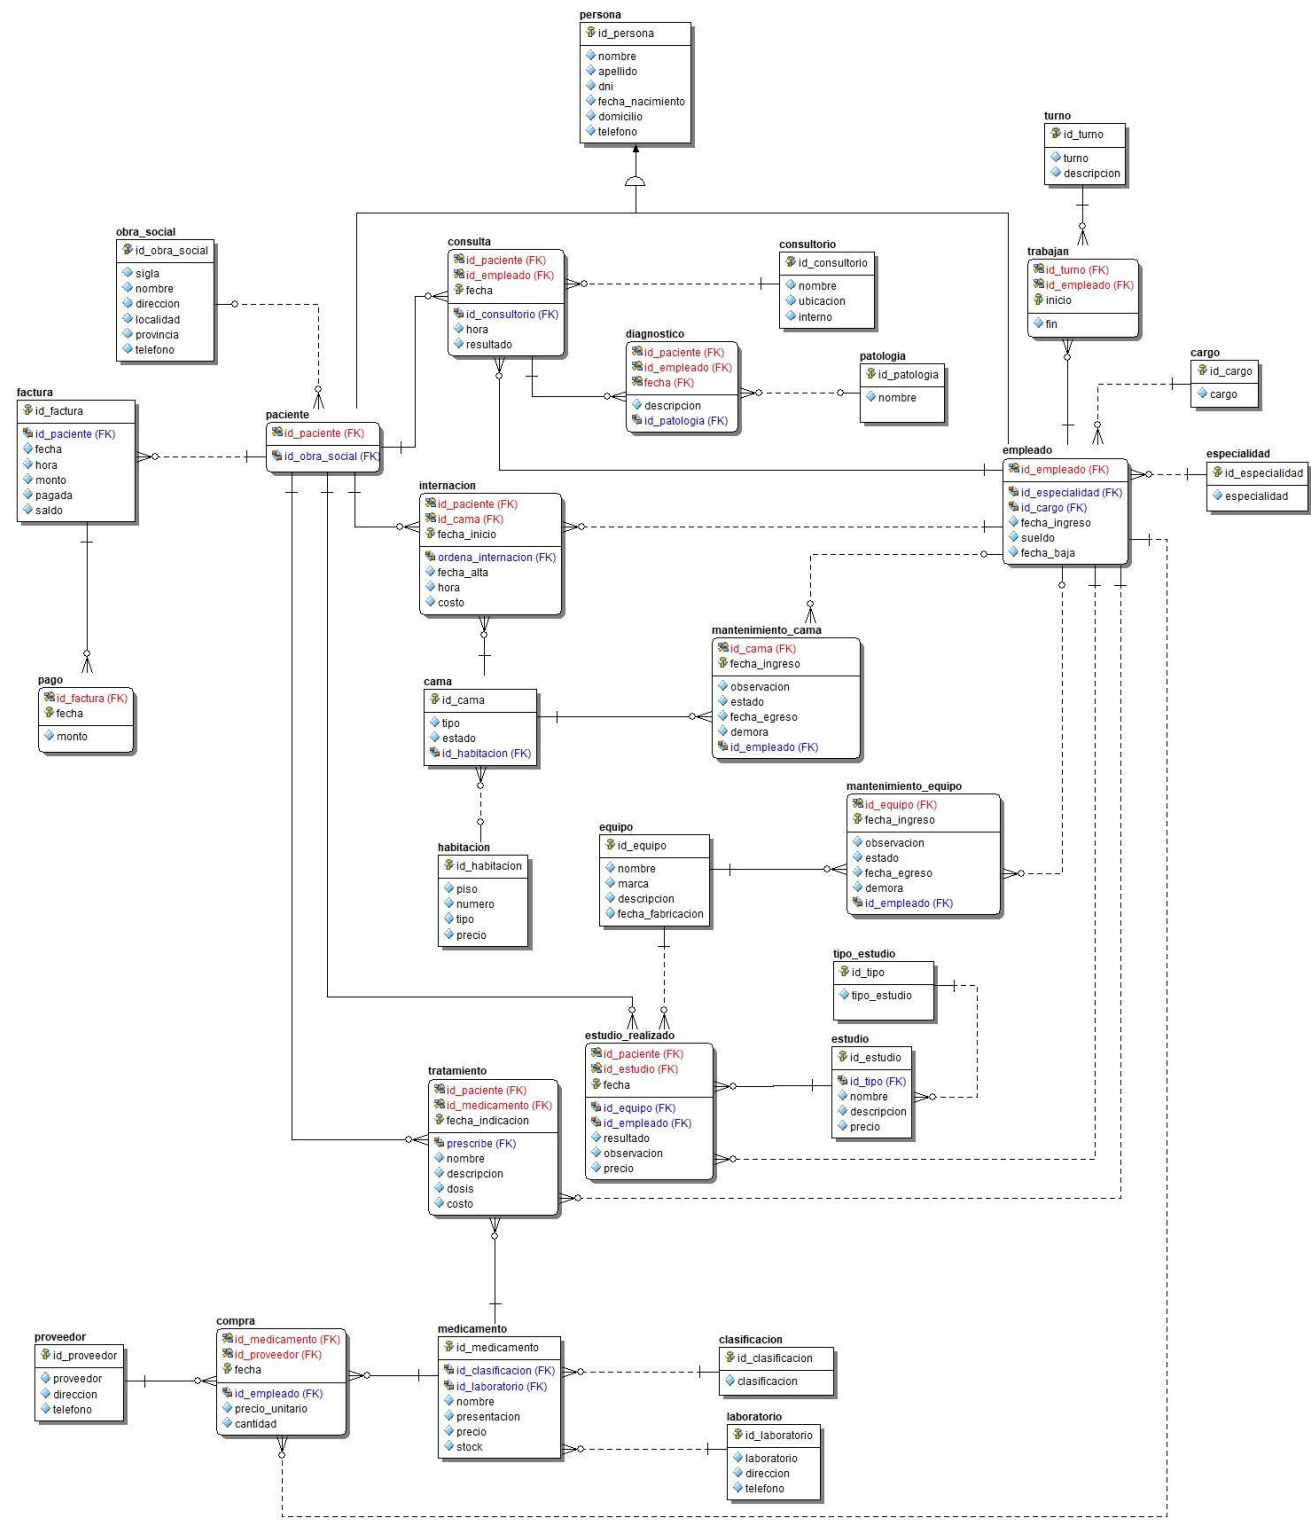 persona
id_persona
nombre
apellido
dni
fecha_nacimiento
domicilio
telefono
turno
id_turno
turno
descripcion
obra_social
id_obra_social
sigla
nombre
direccion
localidad
provincia
telefono
consulta
id_paciente (FK)
id_empleado (FK)
fecha
id_consultorio (FK)
hora
resultado
consultorio
id_consultorio
nombre
ubicacion
interno
trabajan
id_turno (FK)
id_empleado (FK)
inicio
fin
diagnostico
id_paciente (FK)
id_empleado (FK)
fecha (FK)
descripcion
id_patologia (FK)
patologia
id_patologia
nombre
cargo
id_cargo
cargo
factura
id_factura
id_paciente (FK)
fecha
hora
monto
pagada
saldo
paciente
id_paciente (FK)
id_obra_social (FK)
empleado
id_empleado (FK)
id_especialidad (FK)
id_cargo (FK)
fecha_ingreso
sueldo
fecha_baja
especialidad
id_especialidad
especialidad
internacion
id_paciente (FK)
id_cama (FK)
fecha_inicio
ordena_internacion (FK)
fecha_alta
hora
costo
mantenimiento_cama
id_cama (FK)
fecha_ingreso
observacion
estado
fecha_egreso
demora
id_empleado (FK)
pago
id_factura (FK)
fecha
monto
cama
id_cama
tipo
estado
id_habitacion (FK)
mantenimiento_equipo
id_equipo (FK)
fecha_ingreso
observacion
estado
fecha_egreso
demora
id_empleado (FK)
equipo
id_equipo
nombre
marca
descripcion
fecha_fabricacion
habitacion
id_habitacion
piso
numero
tipo
precio
tipo_estudio
id_tipo
tipo_estudio
estudio_realizado
id_paciente (FK)
id_estudio (FK)
fecha
id_equipo (FK)
id_empleado (FK)
resultado
observacion
precio
estudio
id_estudio
id_tipo (FK)
nombre
descripcion
precio
tratamiento
id_paciente (FK)
id_medicamento (FK)
fecha_indicacion
prescribe (FK)
nombre
descripcion
dosis
costo
proveedor
id_proveedor
proveedor
direccion
telefono
compra
id_medicamento (FK)
id_proveedor (FK)
fecha
id_empleado (FK)
precio_unitario
cantidad
medicamento
id_medicamento
id_clasificacion (FK)
id_laboratorio (FK)
nombre
presentacion
precio
stock
clasificacion
id_clasificacion
clasificacion
laboratorio
id_laboratorio
laboratorio
direccion
telefono